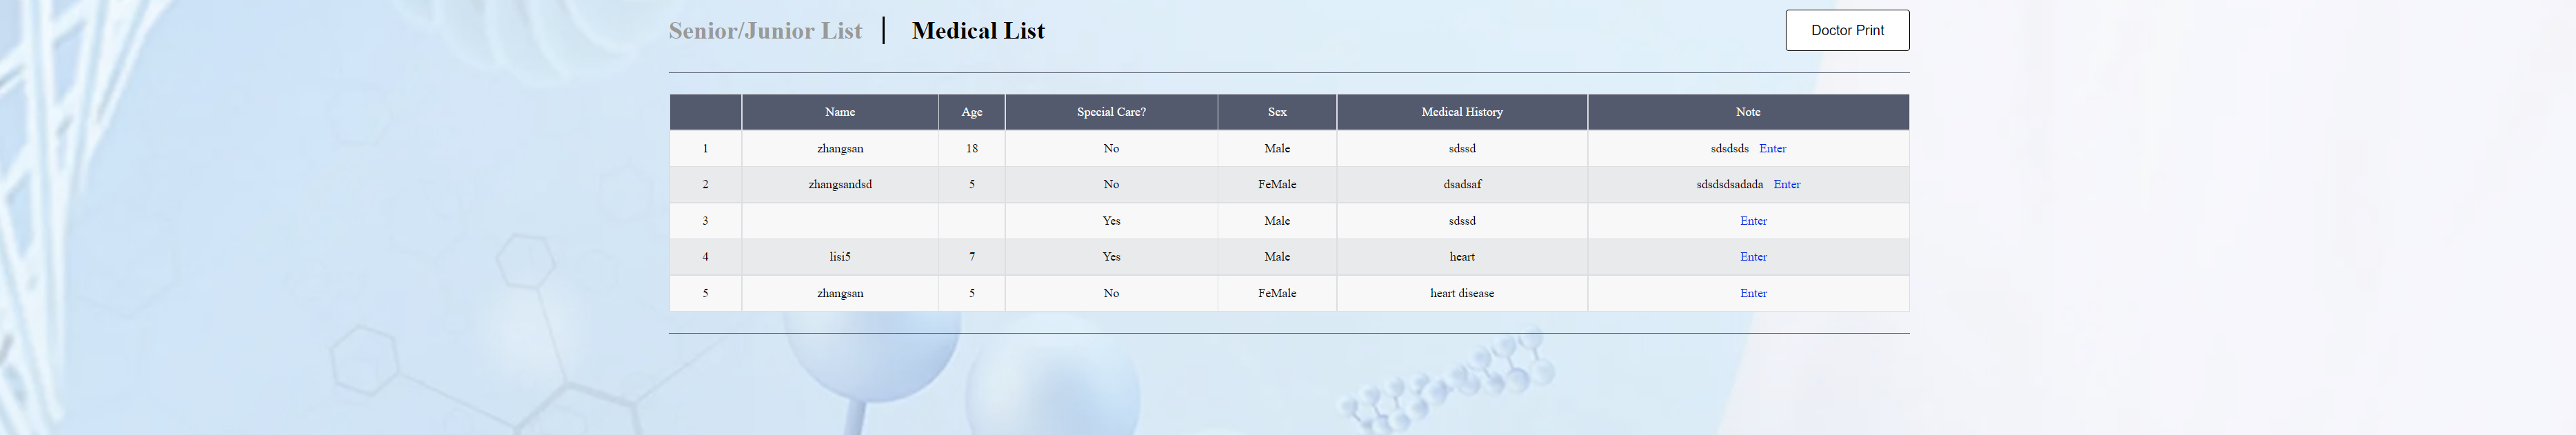 Senior/Junior List Medical List Doctor Print
Name Age Special Care? Sex Medical History Note
1 zhangsan 18 No Male sdssd sdsdsds Enter
2 zhangsandsd 5 No FeMale dsadsaf sdsdsdsadada Enter
3 Yes Male sdssd Enter
4 lisi5 7 Yes Male heart Enter
5 zhangsan 5 No FeMale heart disease Enter